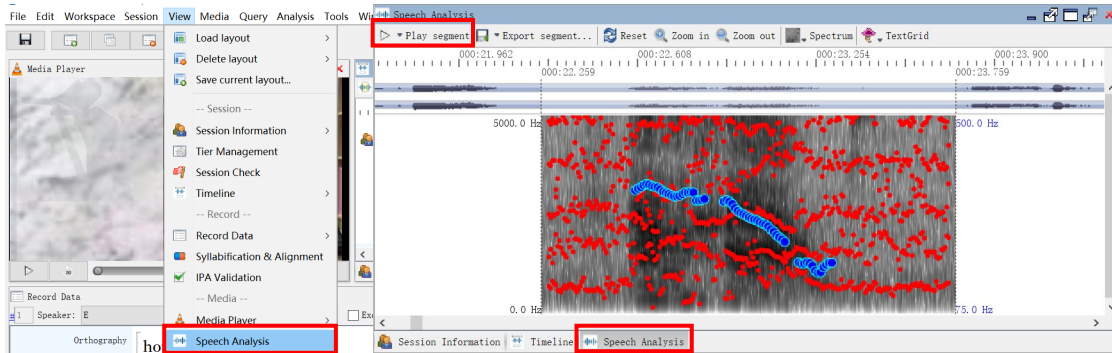 File Edit Workspace Session View Media Query Analysis Tools
Media Player
Load layout
Delete layout
Save current layout...
-- Session --
Session Information
Tier Management
Session Check
Timeline
-- Record --
Record Data
Syllabification & Alignment
IPA Validation
-- Media --
Media Player
Speech Analysis
Record Data
#1 Speaker: E
Orthography
Speech Analysis
Play segment Export segment... Reset Zoom in Zoom out Spectrum TextGrid
000:21.962 000:22.608 000:23.254 000:23.900
000:22.259 000:23.759
5000.0 Hz 500.0 Hz
0.0 Hz 75.0 Hz
Session Information Timeline Speech Analysis